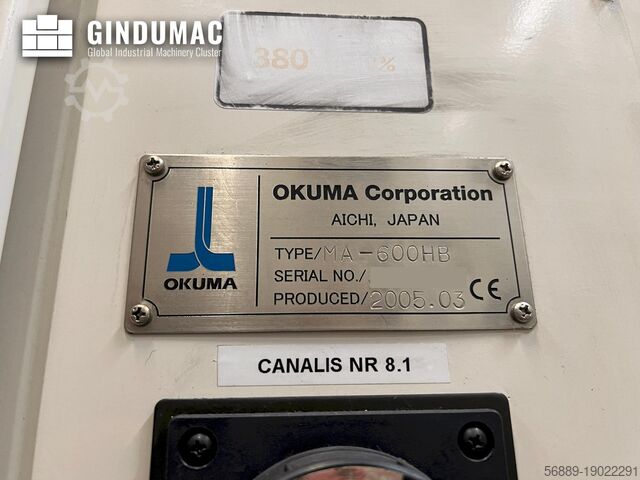 GINDUMAC
Global Industrial Machinery Cluster
380
%
OKUMA Corporation
AICHI, JAPAN
OKUMA
TYPE/MA-600HB
SERIAL NO./
PRODUCED/2005.03 CE
CANALIS NR 8.1
56889-19022291